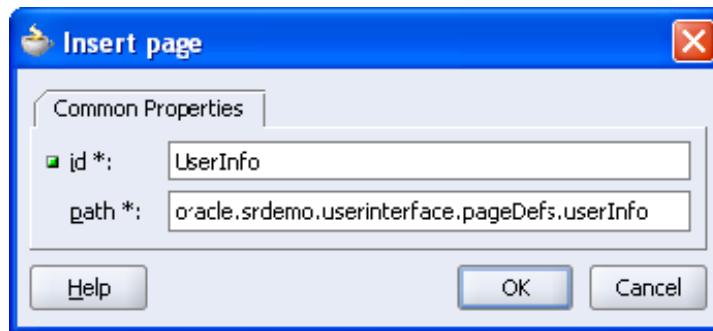 Insert page
Common Properties
id *: UserInfo
path *: oracle.srdemo.userinterface.pageDefs.userInfo
Help OK Cancel